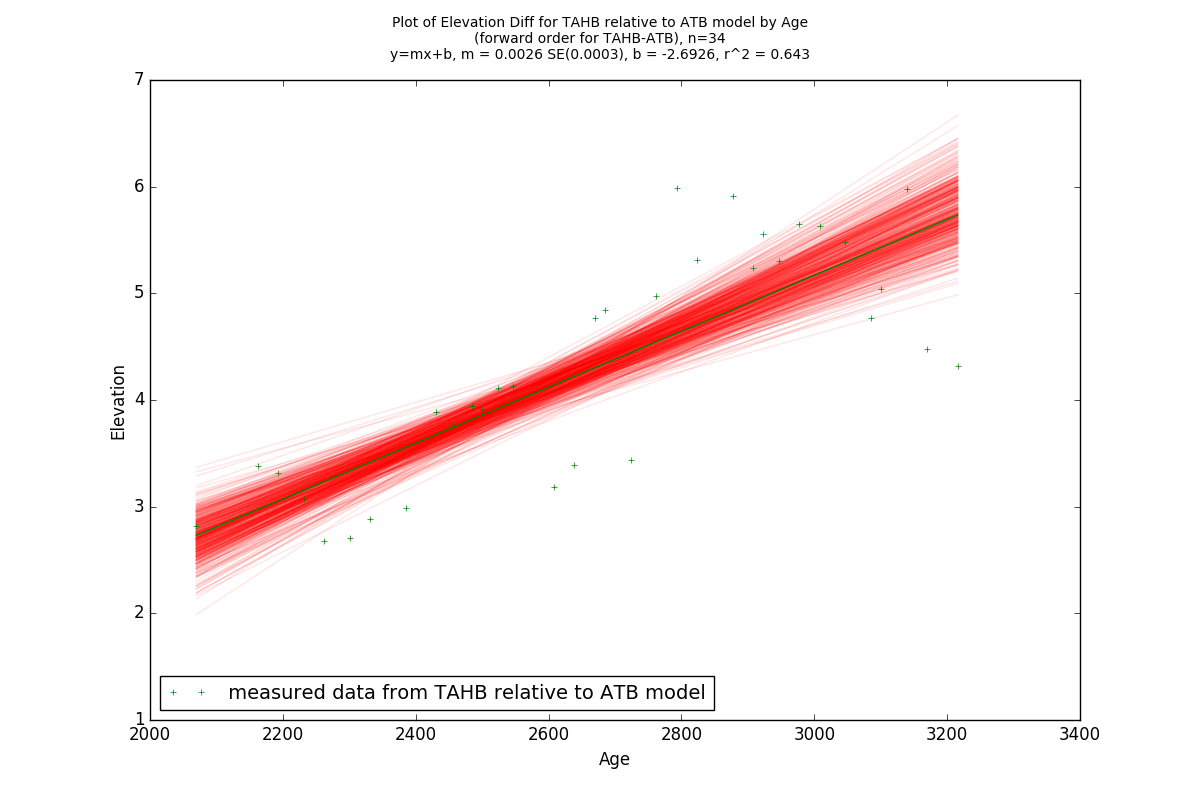 Plot of Elevation Diff for TAHB relative to ATB model by Age
(forward order for TAHB-ATB), n=34
y=mx+b, m = 0.0026 SE(0.0003), b = -2.6926, r^2 = 0.643
7
6
5
4
3
2
1
Elevation
measured data from TAHB relative to ATB model
2000 2200 2400 2600 2800 3000 3200 3400
Age